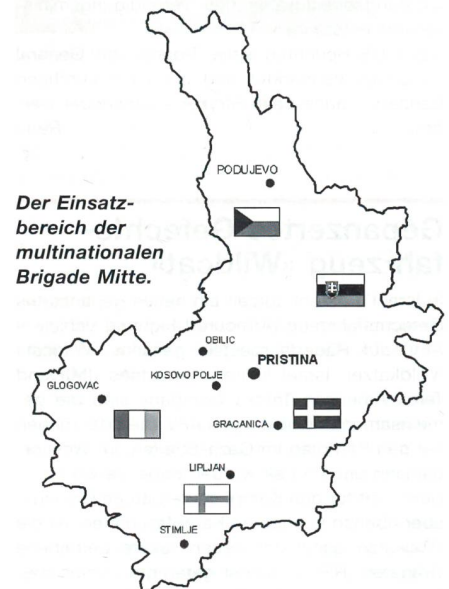 PODUJEVO
Der Einsatz-
bereich der
multinationalen
Brigade Mitte.
OBILIC
PRISTINA
KOSOVO POLJE
GLOGOVAC
GRACANICA
LIPLJAN
STIMLJE